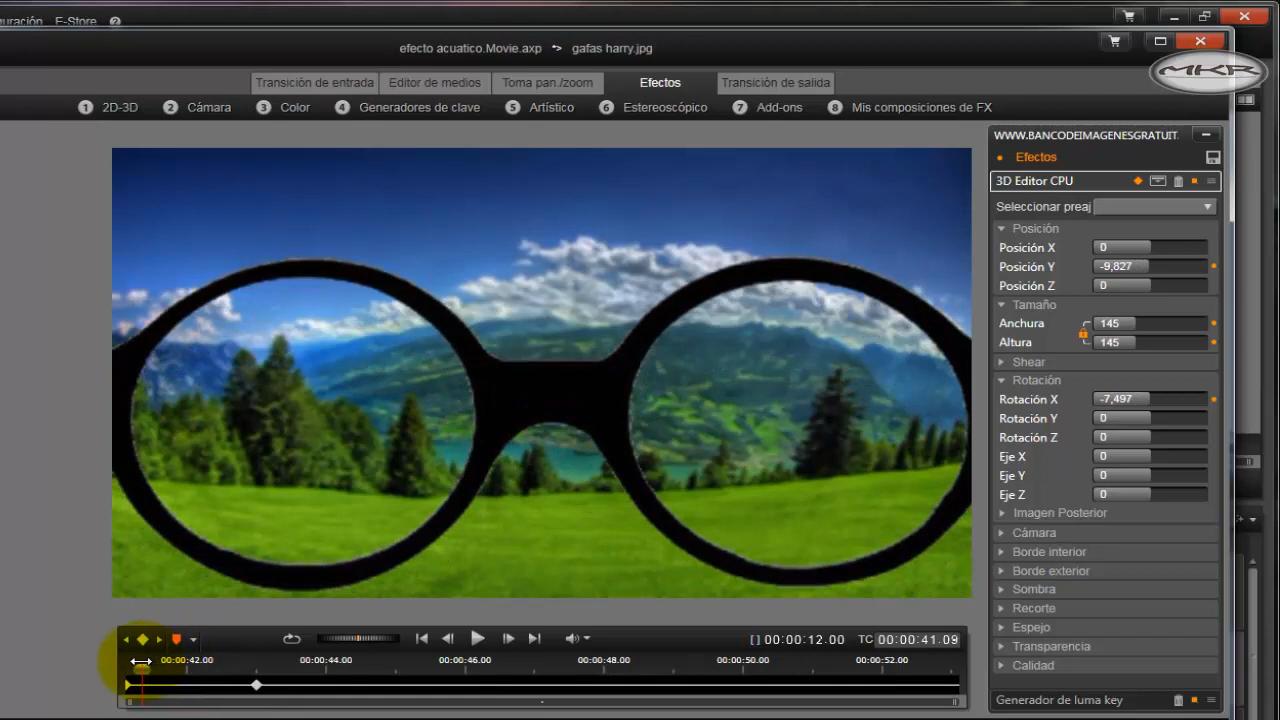 guración E-Store ?
efecto acuatico.Movie.axp gafas harry.jpg
MKR
Transición de entrada Editor de medios Toma pan./zoom Efectos Transición de salida
1 2D-3D 2 Cámara 3 Color 4 Generadores de clave 5 Artístico 6 Estereoscópico 7 Add-ons 8 Mis composiciones de FX
WWW.BANCODEIMAGENESGRATUIT.
Efectos
3D Editor CPU
Seleccionar preaj
Posición
Posición X 0
Posición Y -9,827
Posición Z 0
Tamaño
Anchura 145
Altura 145
Shear
Rotación
Rotación X -7,497
Rotación Y 0
Rotación Z 0
Eje X 0
Eje Y 0
Eje Z 0
Imagen Posterior
Cámara
Borde interior
Borde exterior
Sombra
Recorte
Espejo
Transparencia
Calidad
Generador de luma key
[ ] 00:00:12.00 TC 00:00:41.09
00:00:42.00 00:00:44.00 00:00:46.00 00:00:48.00 00:00:50.00 00:00:52.00